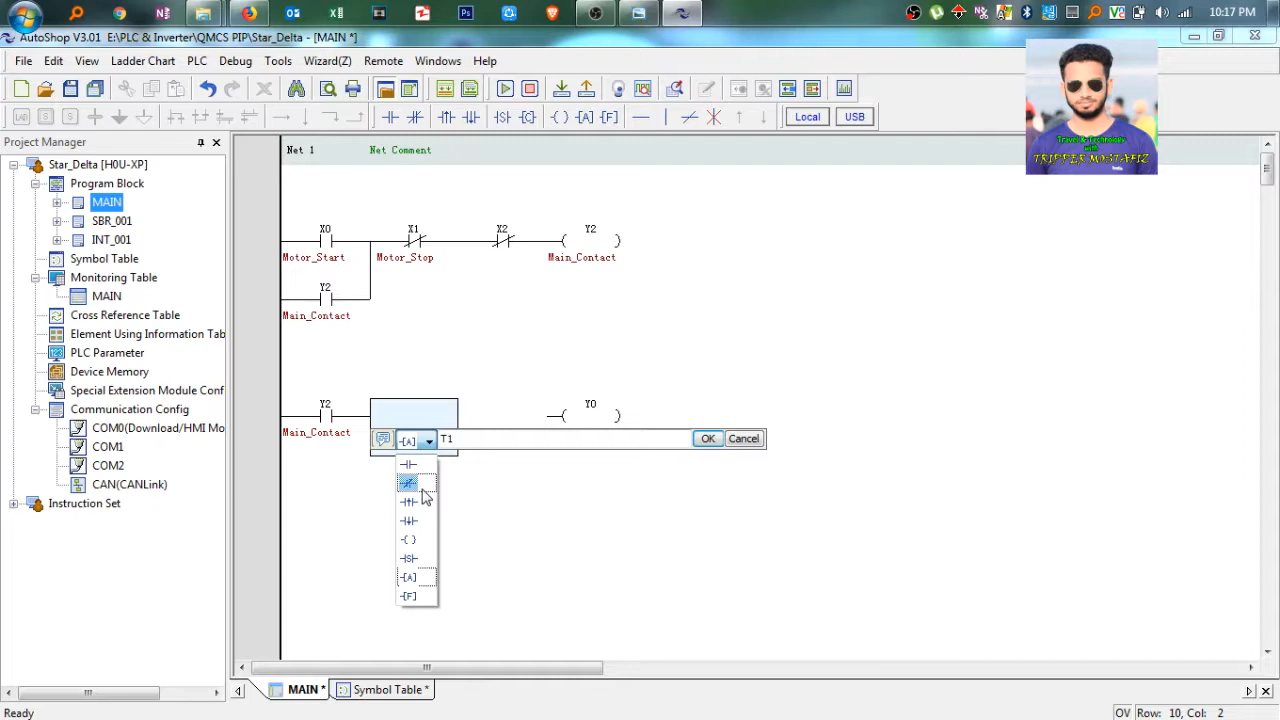 10:17 PM
AutoShop V3.01 E:\PLC & Inverter\QMCS PIP\Star_Delta - [MAIN *]
File Edit View Ladder Chart PLC Debug Tools Wizard(Z) Remote Windows Help
LAD S S
S C ( ) [A] [F] Local USB
Travel & Technology
with
TRIPPER MOSTAFIZ
Project Manager
Star_Delta [H0U-XP]
Program Block
MAIN
SBR_001
INT_001
Symbol Table
Monitoring Table
MAIN
Cross Reference Table
Element Using Information Tab
PLC Parameter
Device Memory
Special Extension Module Conf
Communication Config
COM0(Download/HMI Mo
COM1
COM2
CAN(CANLink)
Instruction Set
Net 1 Net Comment
X0 X1 X2 Y2
Motor_Start Motor_Stop Main_Contact
Y2
Main_Contact
Y2 Y0
Main_Contact
[A] T1 OK Cancel
( )
S
[A]
[F]
MAIN * Symbol Table *
Ready OV Row: 10, Col: 2